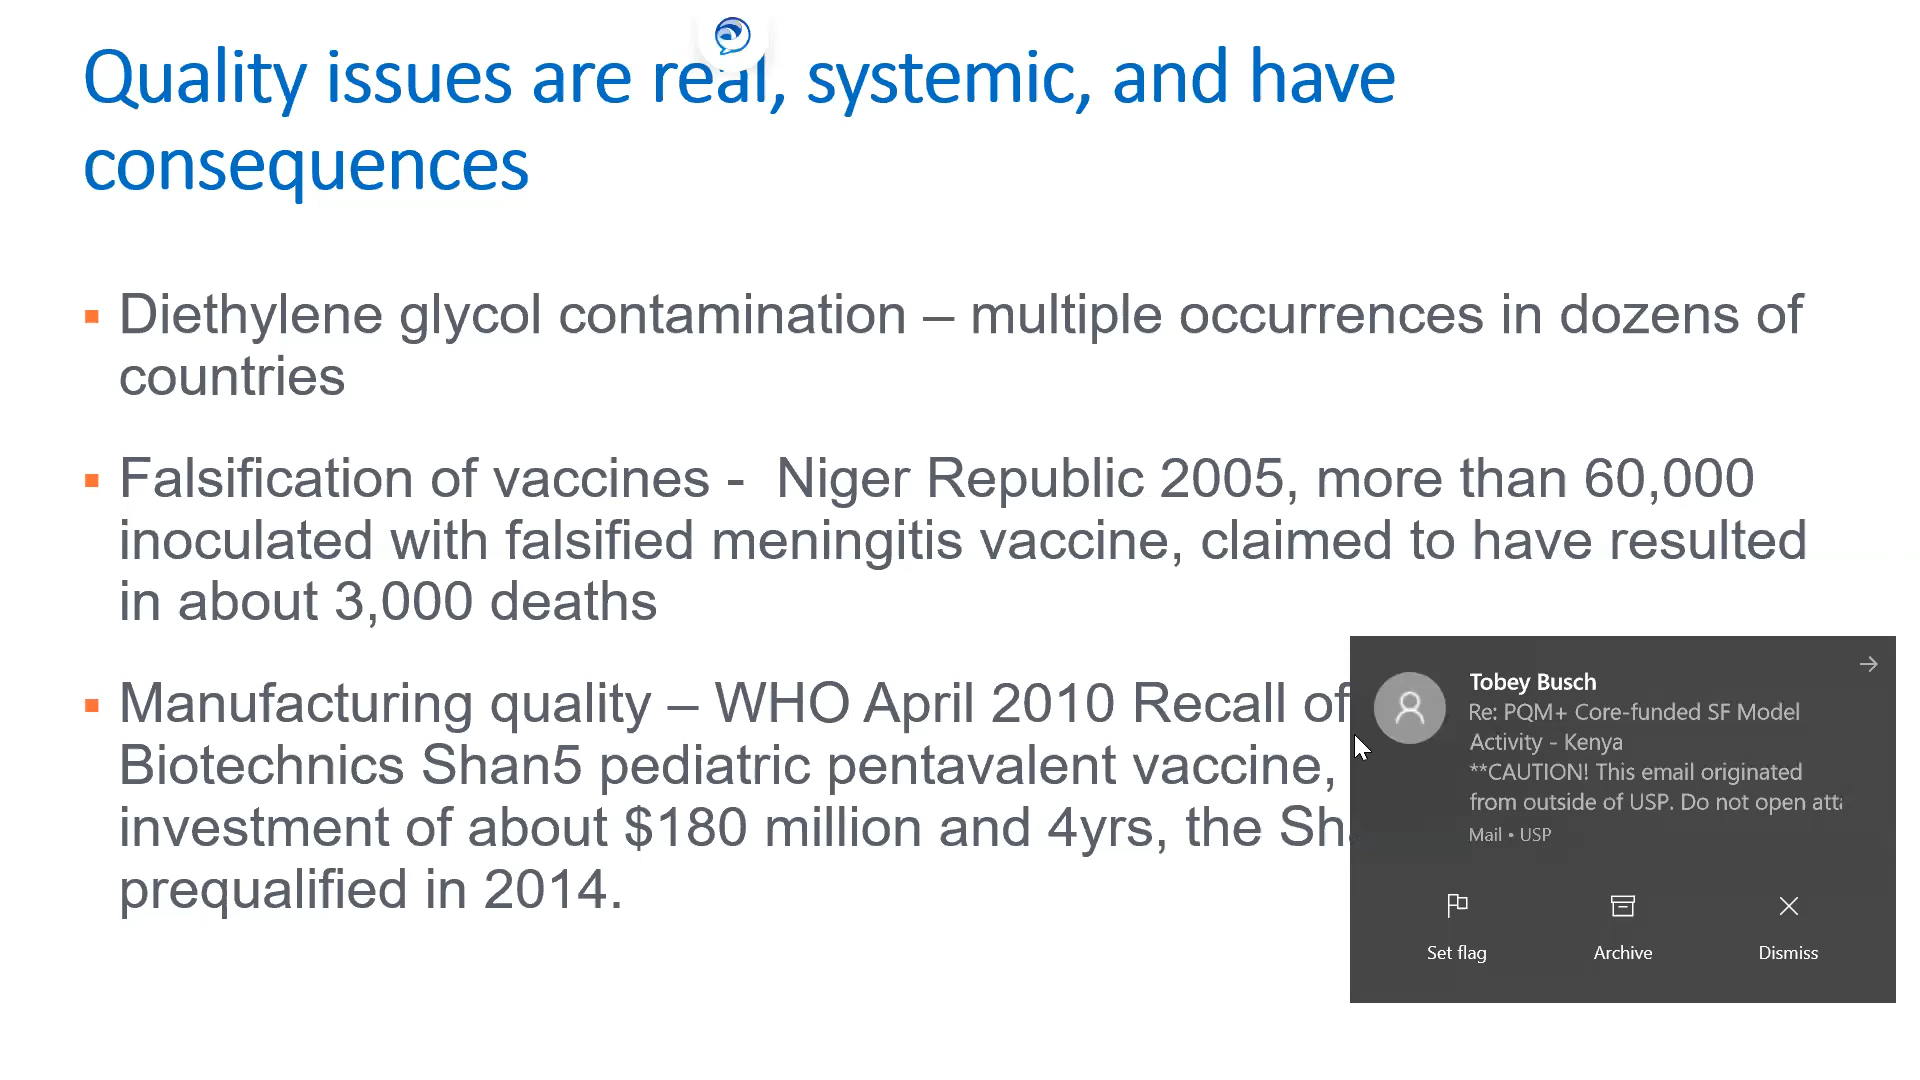 Quality issues are real, systemic, and have
consequences
▪ Diethylene glycol contamination – multiple occurrences in dozens of
countries
▪ Falsification of vaccines -  Niger Republic 2005, more than 60,000
inoculated with falsified meningitis vaccine, claimed to have resulted
in about 3,000 deaths
▪ Manufacturing quality – WHO April 2010 Recall of
Biotechnics Shan5 pediatric pentavalent vaccine,
investment of about $180 million and 4yrs, the
prequalified in 2014.
Tobey Busch
Re: PQM+ Core-funded SF Model
Activity - Kenya
**CAUTION! This email originated
from outside of USP. Do not open
Mail • USP
Set flag
Archive
Dismiss